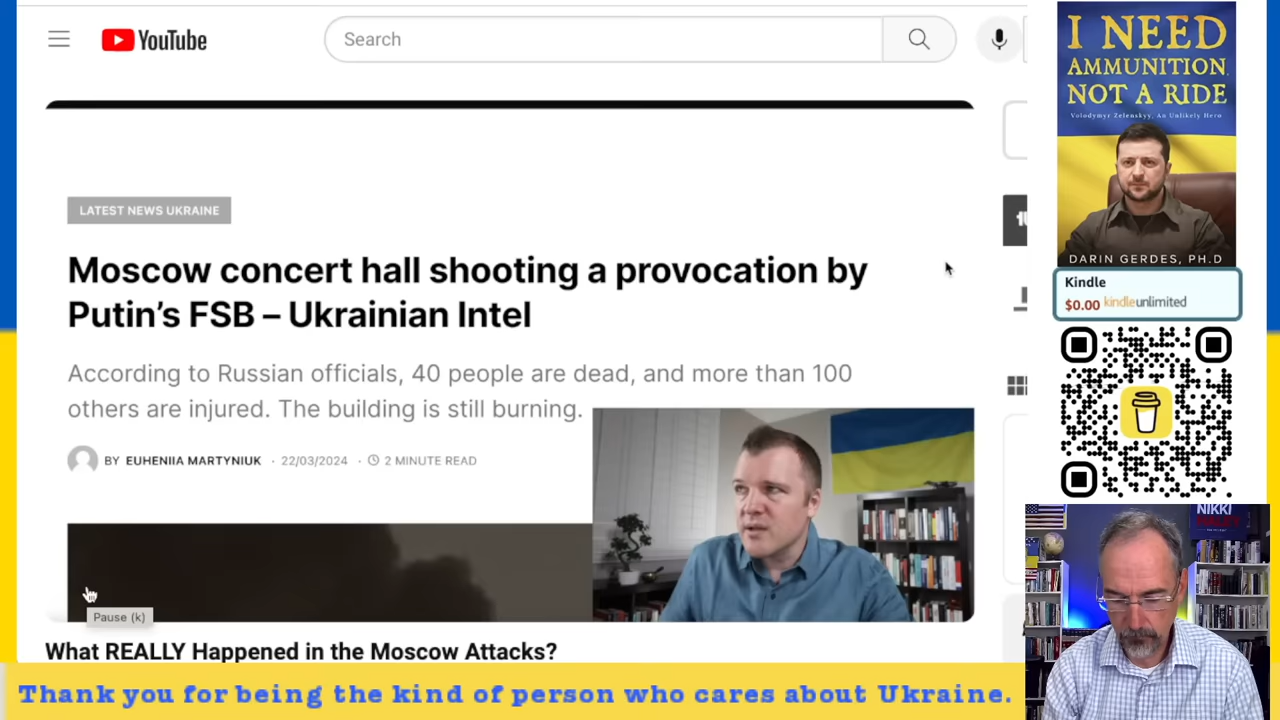 YouTube
Search
LATEST NEWS UKRAINE
Moscow concert hall shooting a provocation by
Putin's FSB – Ukrainian Intel
According to Russian officials, 40 people are dead, and more than 100
others are injured. The building is still burning.
BY EUHENIIA MARTYNIUK · 22/03/2024 · 2 MINUTE READ
Pause (k)
What REALLY Happened in the Moscow Attacks?
Thank you for being the kind of person who cares about Ukraine.
I NEED
AMMUNITION,
NOT A RIDE
Volodymyr Zelenskyy, An Unlikely Hero
DARIN GERDES, PH.D
Kindle
$0.00 kindleunlimited
NIKKI